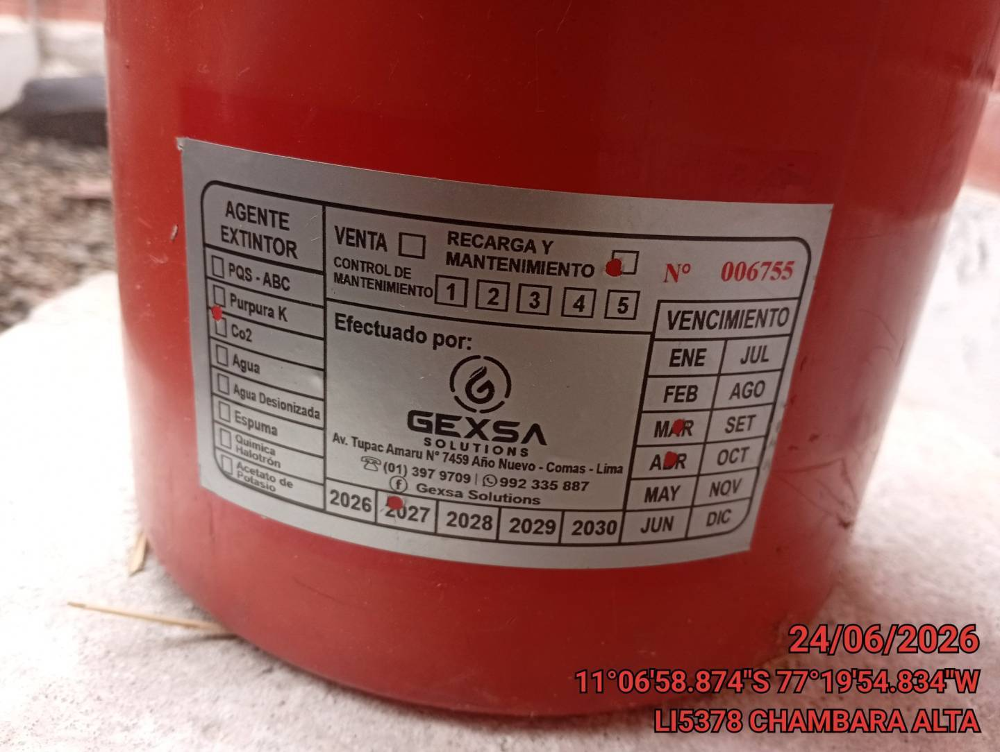 AGENTE
EXTINTOR
PQS - ABC
Purpura K
Co2
Agua
Agua Desionizada
Espuma
Quimica
Halotrón
Acetato de
Potasio
VENTA
RECARGA Y
MANTENIMIENTO
Nº 006755
CONTROL DE
MANTENIMIENTO 1 2 3 4 5
Efectuado por:
GEXSA
SOLUTIONS
Av. Tupac Amaru N° 7459 Año Nuevo - Comas - Lima
(01) 397 9709 | 992 335 887
Gexsa Solutions
2026 2027 2028 2029 2030
VENCIMIENTO
ENE JUL
FEB AGO
MAR SET
ABR OCT
MAY NOV
JUN DIC
24/06/2026
11°06'58.874"S 77°19'54.834"W
LI5378 CHAMBARA ALTA